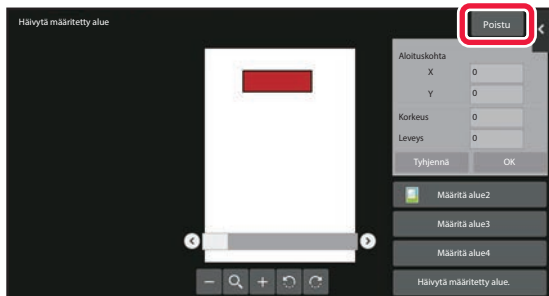 Häivytä määritetty alue
Poistu
Aloituskohta
X 0
Y 0
Korkeus 0
Leveys 0
Tyhjennä OK
Määritä alue2
Määritä alue3
Määritä alue4
Häivytä määritetty alue.